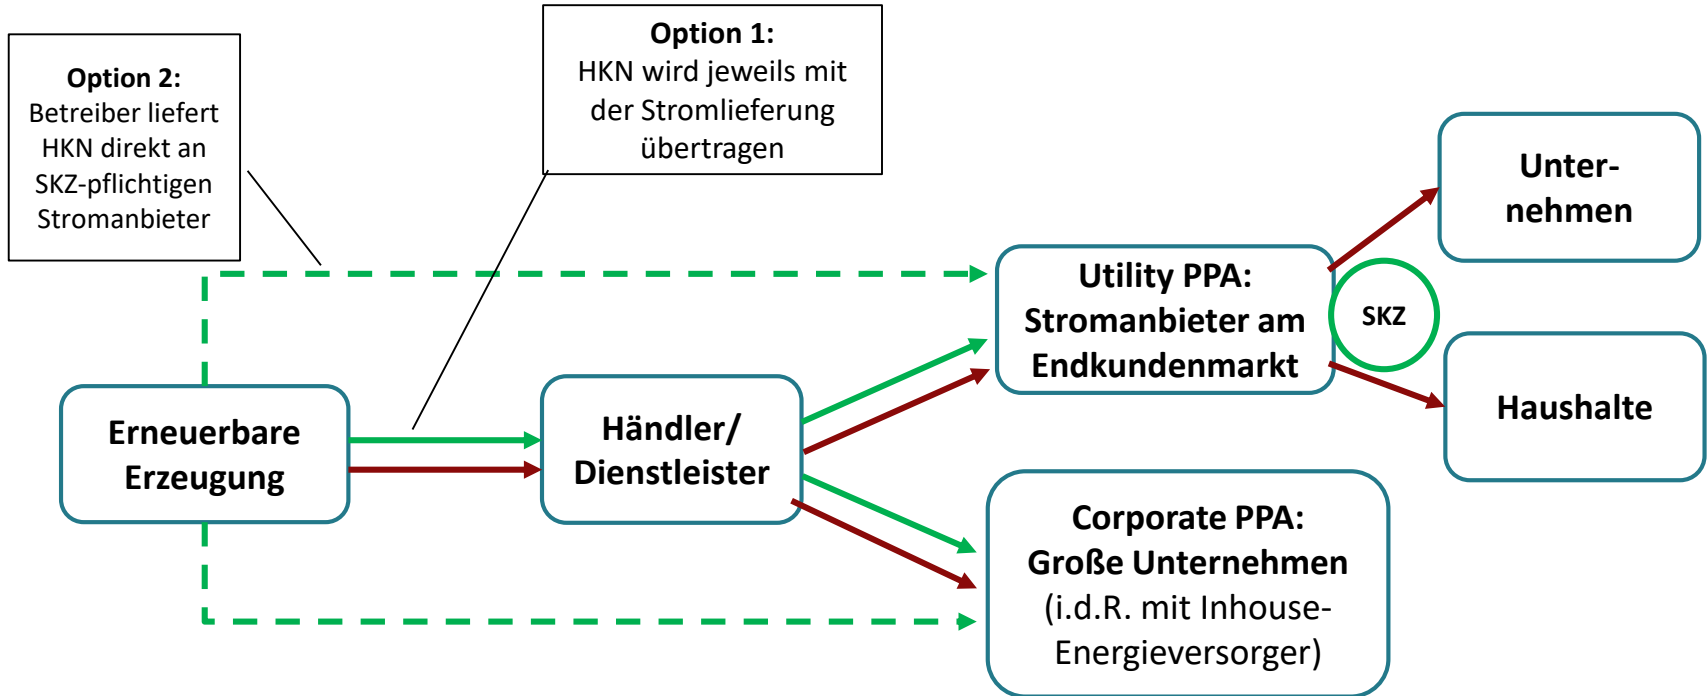 Option 2:
Betreiber liefert
HKN direkt an
SKZ-pflichtigen
Stromanbieter
Option 1:
HKN wird jeweils mit
der Stromlieferung
übertragen
Erneuerbare
Erzeugung
Händler/
Dienstleister
Utility PPA:
Stromanbieter am
Endkundenmarkt
SKZ
Unter-
nehmen
Haushalte
Corporate PPA:
Große Unternehmen
(i.d.R. mit Inhouse-
Energieversorger)